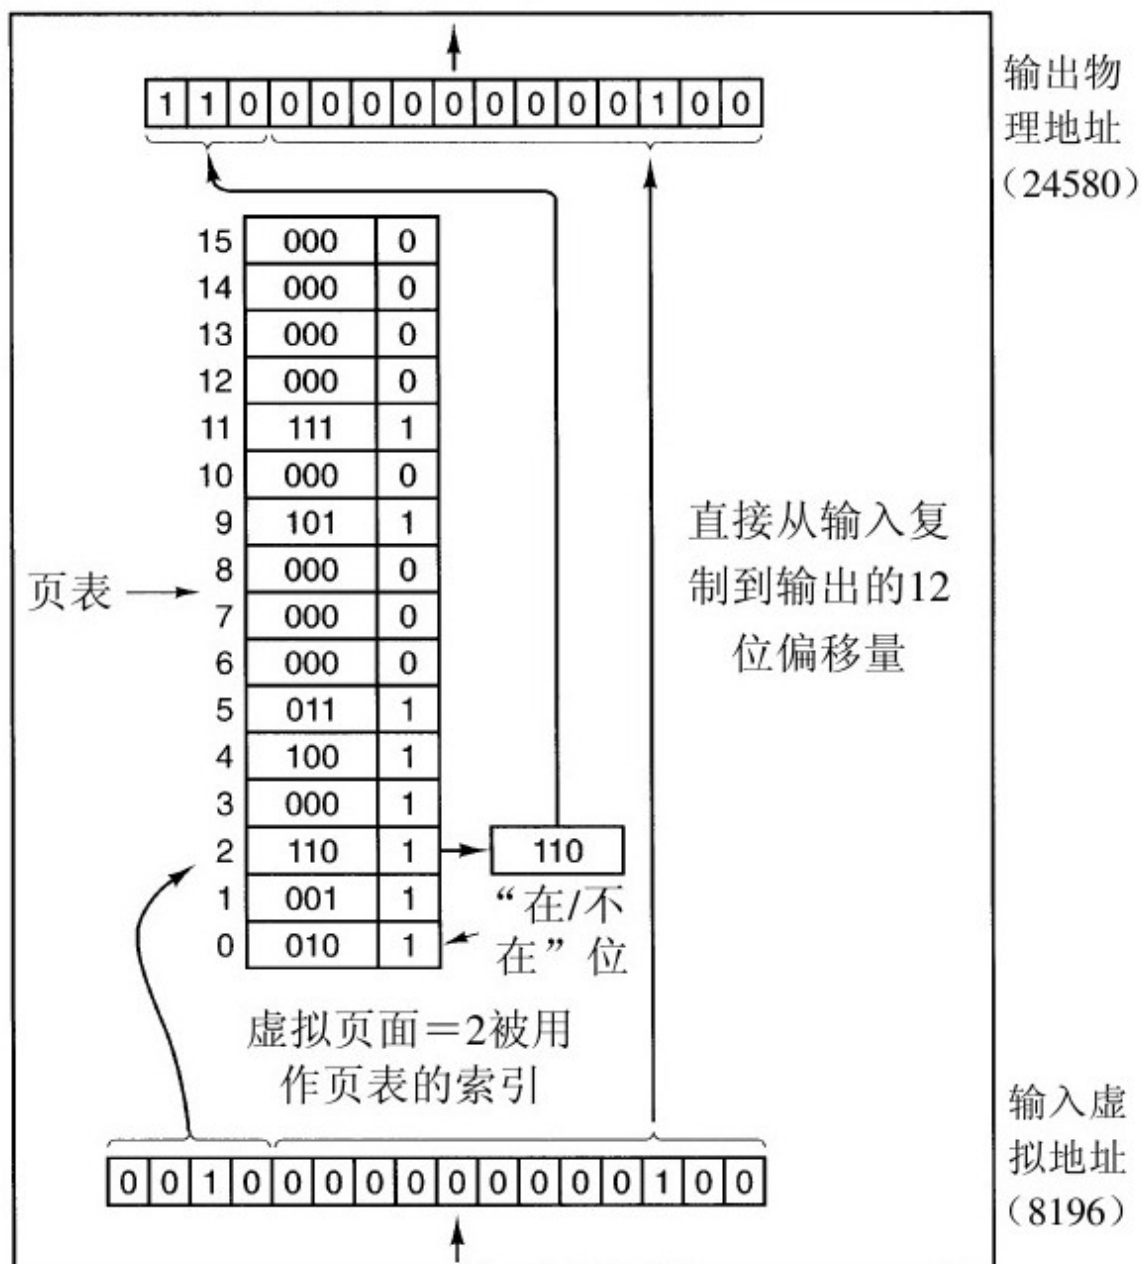 1 1 0 0 0 0 0 0 0 0 0 0 1 0 0
输出物
理地址
（24580）
15 000 0
14 000 0
13 000 0
12 000 0
11 111 1
10 000 0
9 101 1
8 000 0
7 000 0
6 000 0
5 011 1
4 100 1
3 000 1
2 110 1
1 001 1
0 010 1
页表
110
“在/不
在”位
直接从输入复
制到输出的12
位偏移量
虚拟页面＝2被用
作页表的索引
0 0 1 0 0 0 0 0 0 0 0 0 0 1 0 0
输入虚
拟地址
（8196）